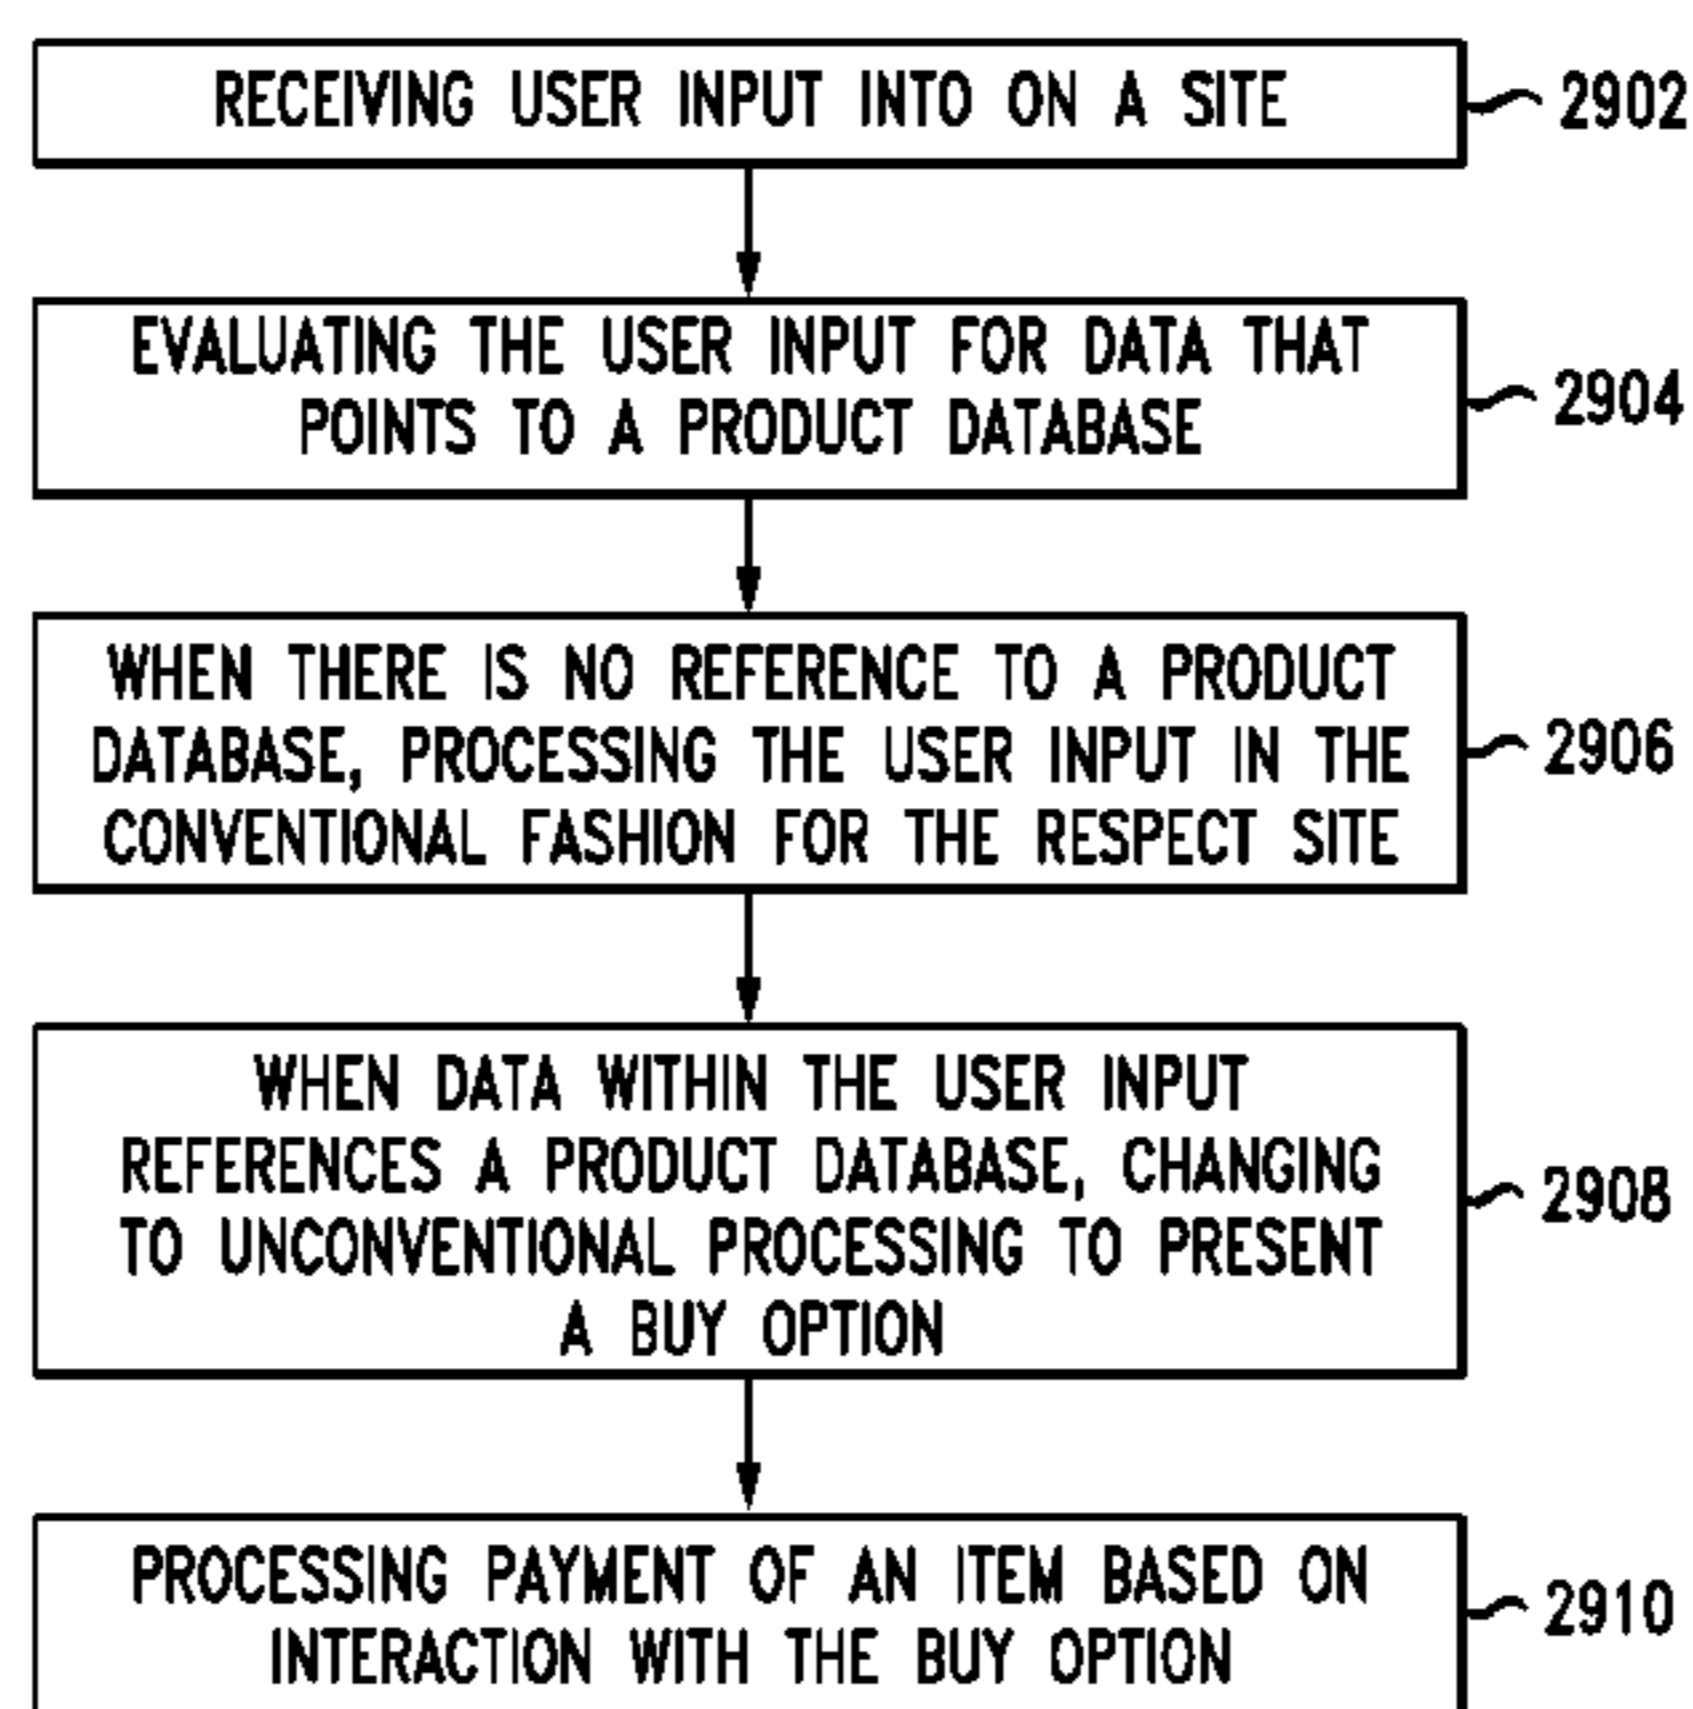 RECEIVING USER INPUT INTO ON A SITE
2902
EVALUATING THE USER INPUT FOR DATA THAT
POINTS TO A PRODUCT DATABASE
2904
WHEN THERE IS NO REFERENCE TO A PRODUCT
DATABASE, PROCESSING THE USER INPUT IN THE
CONVENTIONAL FASHION FOR THE RESPECT SITE
2906
WHEN DATA WITHIN THE USER INPUT
REFERENCES A PRODUCT DATABASE, CHANGING
TO UNCONVENTIONAL PROCESSING TO PRESENT
A BUY OPTION
2908
PROCESSING PAYMENT OF AN ITEM BASED ON
INTERACTION WITH THE BUY OPTION
2910